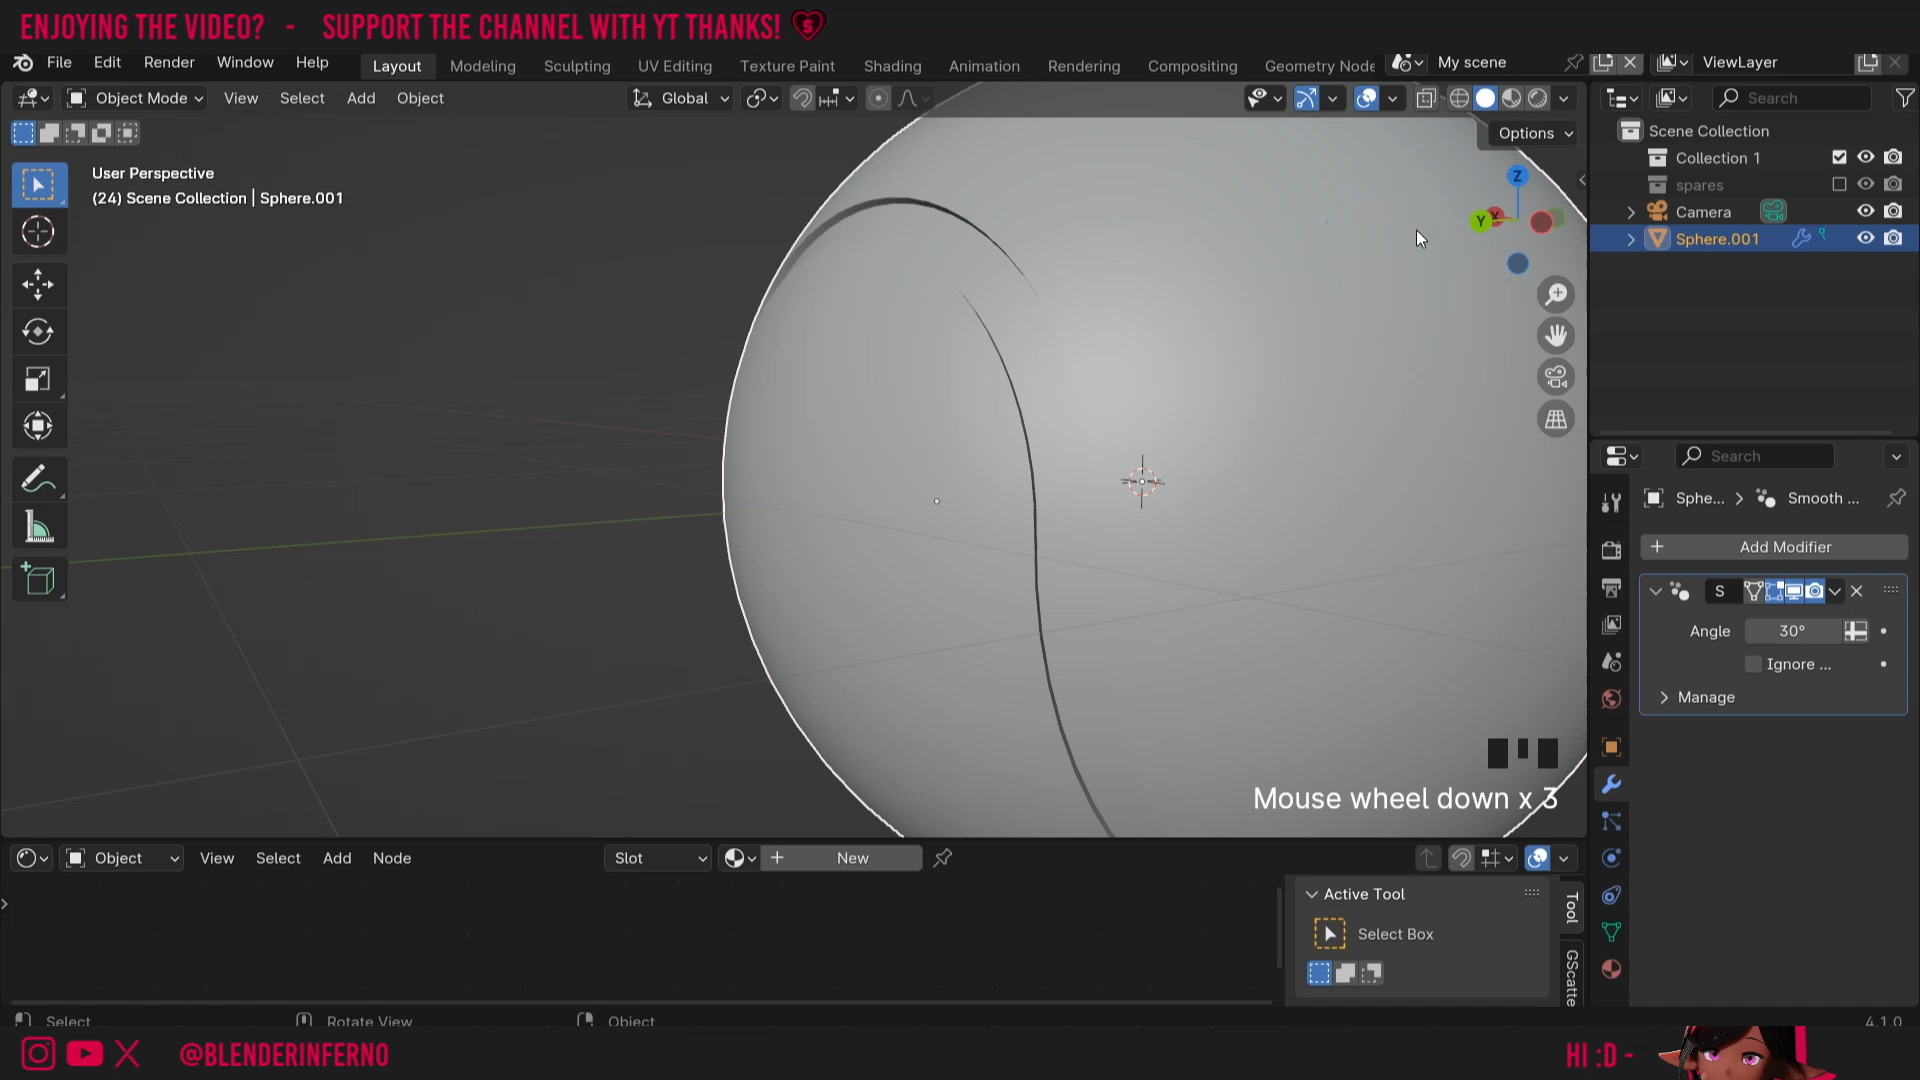 ENJOYING THE VIDEO? - SUPPORT THE CHANNEL WITH YT THANKS!
File Edit Render Window Help Layout Modeling Sculpting UV Editing Texture Paint Shading Animation Rendering Compositing Geometry Node My scene ViewLayer
Object Mode View Select Add Object Global Search
Options
User Perspective
(24) Scene Collection | Sphere.001
Z
Y
X
Scene Collection
Collection 1
spares
Camera
Sphere.001
Search
Sphe... Smooth ...
Add Modifier
S
Angle 30°
Ignore ...
Manage
Mouse wheel down x 3
Object View Select Add Node Slot New
Active Tool
Select Box
Tool
GScatte
Select Rotate View Object 4.1.0
@BLENDERINFERNO
HI :D -